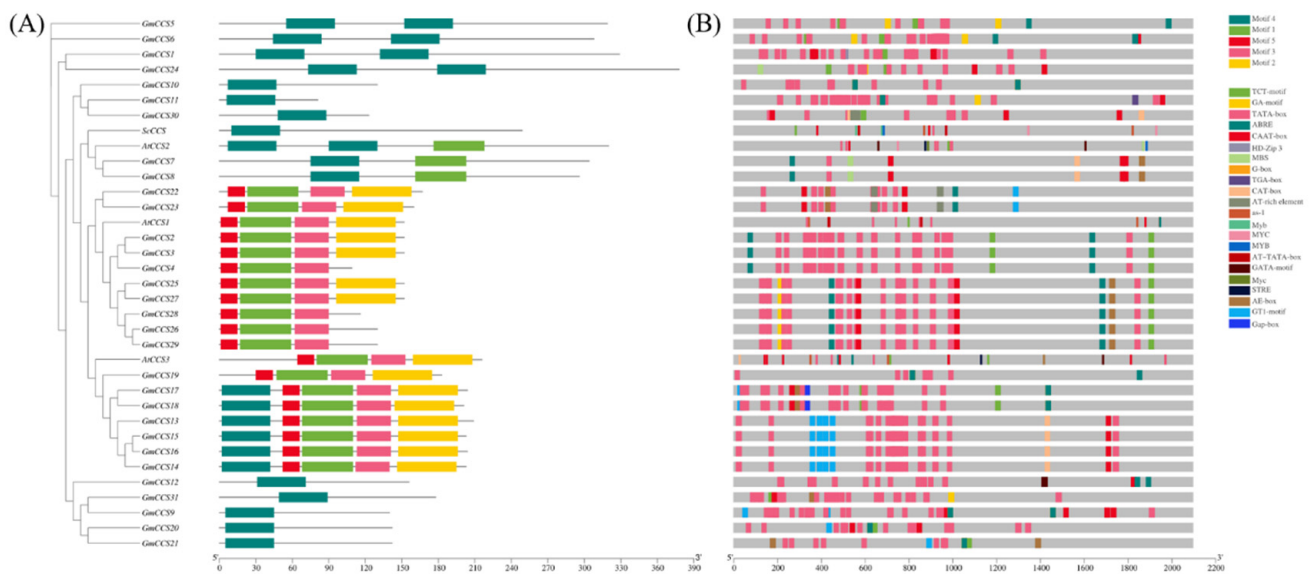 (A)
(B)
GmCCS5
GmCCS6
GmCCS1
GmCCS24
GmCCS10
GmCCS11
GmCCS30
ScCCS
AtCCS2
GmCCS7
GmCCS8
GmCCS22
GmCCS23
AtCCS1
GmCCS2
GmCCS3
GmCCS4
GmCCS25
GmCCS27
GmCCS28
GmCCS26
GmCCS29
AtCCS3
GmCCS19
GmCCS17
GmCCS18
GmCCS13
GmCCS15
GmCCS16
GmCCS14
GmCCS12
GmCCS31
GmCCS9
GmCCS20
GmCCS21
5' 3'
0 30 60 90 120 150 180 210 240 270 300 330 360 390
5' 3'
0 200 400 600 800 1000 1200 1400 1600 1800 2000 2200
Motif 4
Motif 1
Motif 5
Motif 3
Motif 2
TCT-motif
GA-motif
TATA-box
ABRE
CAAT-box
HD-Zip 3
MBS
G-box
TGA-box
CAT-box
AT-rich element
as-1
Myb
MYC
MYB
AT~TATA-box
GATA-motif
Myc
STRE
AE-box
GT1-motif
Gap-box